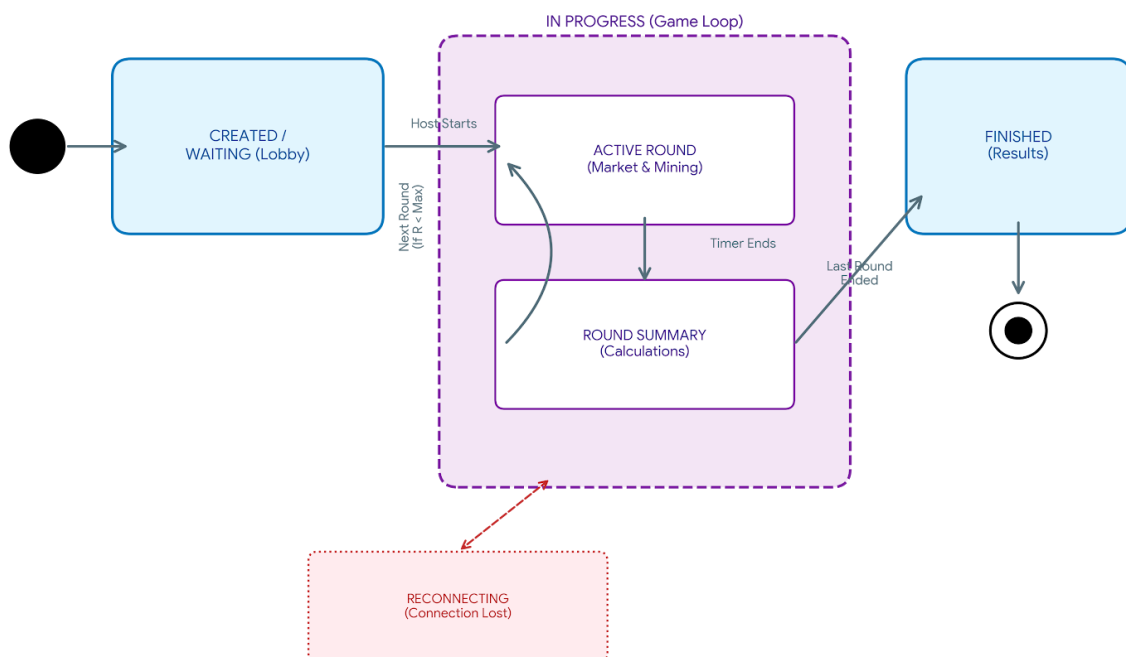 IN PROGRESS (Game Loop)
CREATED /
WAITING (Lobby)
Host Starts
ACTIVE ROUND
(Market & Mining)
FINISHED
(Results)
Next Round
(If R < Max)
Timer Ends
Last Round
Ended
ROUND SUMMARY
(Calculations)
RECONNECTING
(Connection Lost)